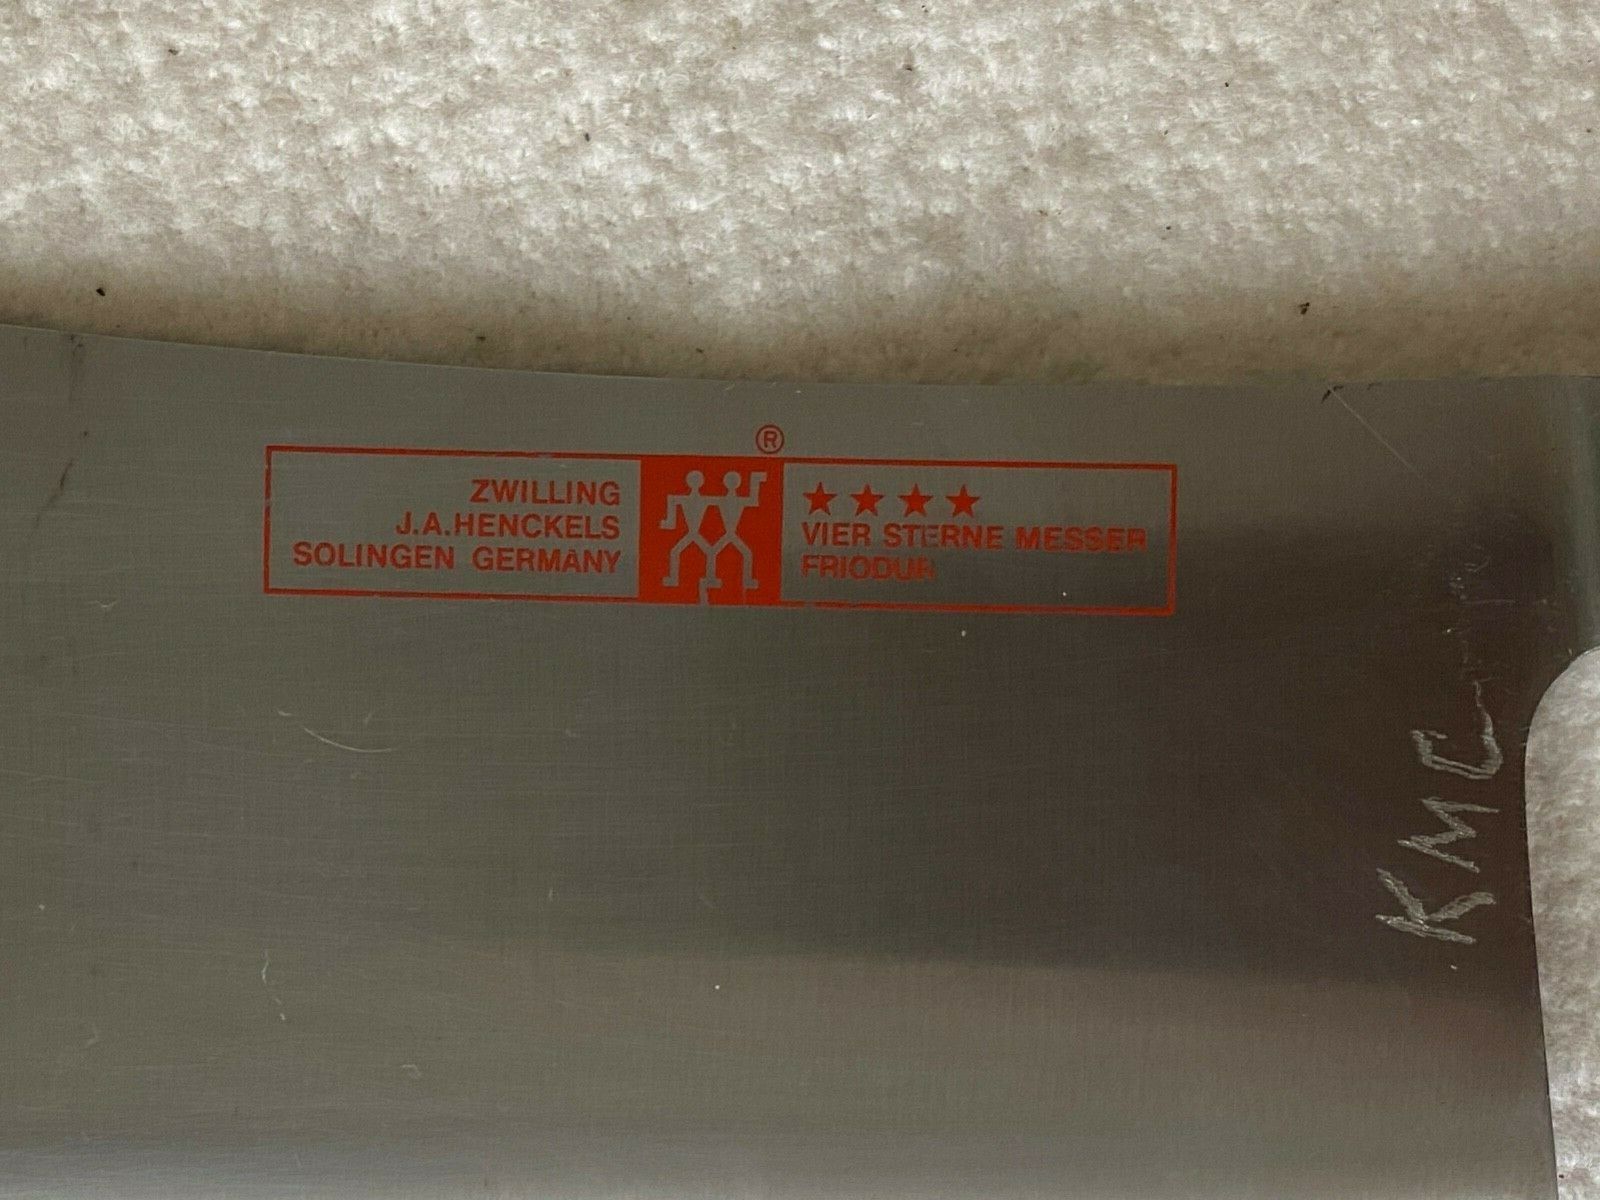 ®
ZWILLING
J.A.HENCKELS
SOLINGEN GERMANY
★★★★
VIER STERNE MESSER
FRIODUR
KMC